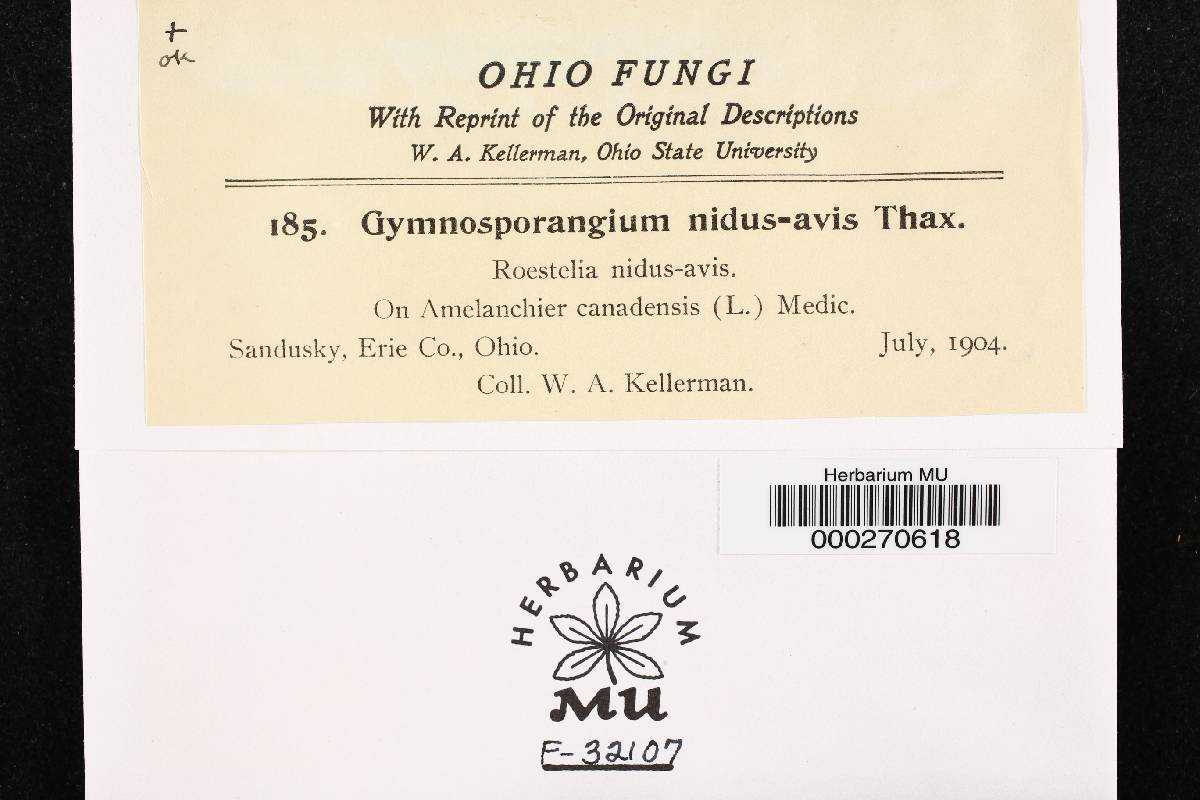 +
ok
OHIO FUNGI
With Reprint of the Original Descriptions
W. A. Kellerman, Ohio State University
185. Gymnosporangium nidus-avis Thax.
Roestelia nidus-avis.
On Amelanchier canadensis (L.) Medic.
Sandusky, Erie Co., Ohio. July, 1904.
Coll. W. A. Kellerman.
Herbarium MU
000270618
HERBARIUM
MU
F-32107